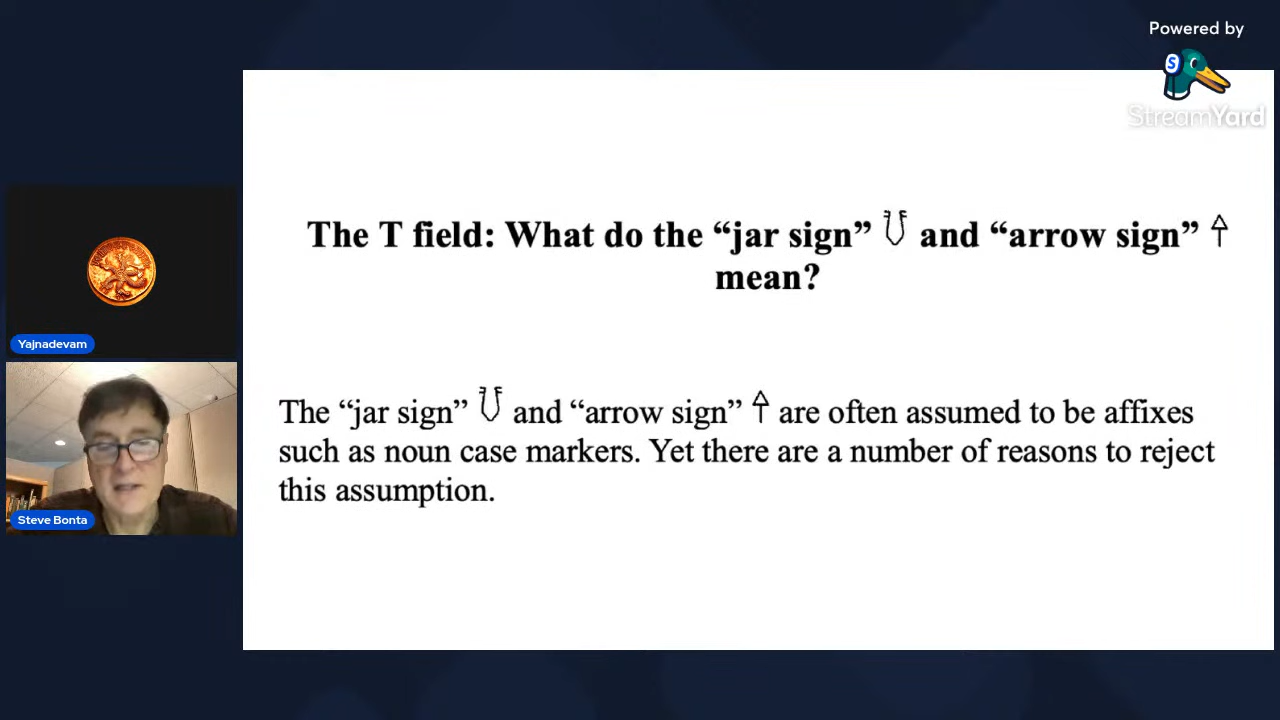 Powered by
StreamYard
The T field: What do the “jar sign” and “arrow sign”
mean?
The “jar sign” and “arrow sign” are often assumed to be affixes
such as noun case markers. Yet there are a number of reasons to reject
this assumption.
Yajnadevam
Steve Bonta